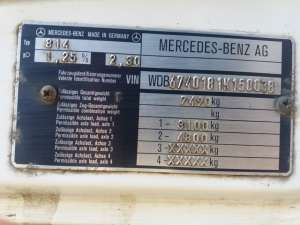 MERCEDES-BENZ MADE IN GERMANY
Typ 814
1,25 % 2,30
MERCEDES-BENZ AG
Fahrzeugidentifizierungsnummer
Vehicle Identification Number
VIN WDB
Zulässiges Gesamtgewicht
Permissible total weight
7490 kg
Zulässiges Zug-Gesamtgewicht
Permissible Combination weight
kg
Zulässige Achslast, Achse 1
Permissible axle load, axle 1
1 - 3100 kg
Zulässige Achslast, Achse 2
Permissible axle load, axle 2
2 - 4800 kg
Zulässige Achslast, Achse 3
Permissible axle load, axle 3
3 - XXXXX kg
Zulässige Achslast, Achse 4
Permissible axle load, axle 4
4 - XXXXX kg